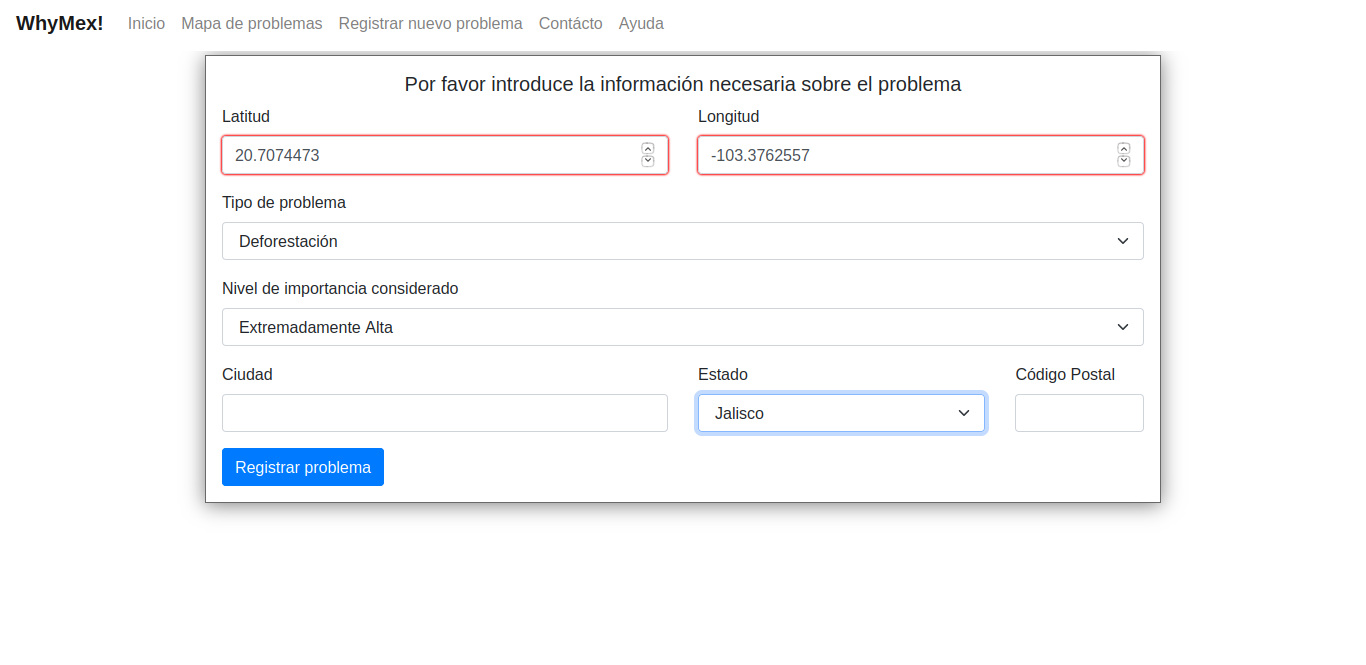 WhyMex! Inicio Mapa de problemas Registrar nuevo problema Contácto Ayuda
Por favor introduce la información necesaria sobre el problema
Latitud Longitud
20.7074473 -103.3762557
Tipo de problema
Deforestación
Nivel de importancia considerado
Extremadamente Alta
Ciudad Estado Código Postal
Jalisco
Registrar problema